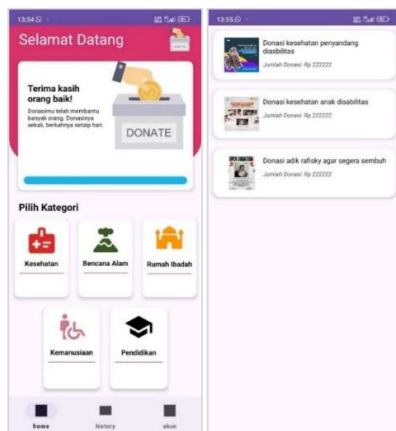 13:54
Selamat Datang
Terima kasih
orang baik!
Donasimu telah membantu
banyak orang. Donasinya
sekali, berkahnya setiap hari.
DONATE
Pilih Kategori
Kesehatan
Bencana Alam
Rumah Ibadah
Kemanusiaan
Pendidikan
home
history
akun
13:55
Donasi kesehatan penyandang
diasbilitas
Jumlah Donasi: Rp 222222
Donasi kesehatan anak disabilitas
Jumlah Donasi: Rp 222222
OPEN DONATION
Donasi adik rafisky agar segera sembuh
Jumlah Donasi: Rp 222222